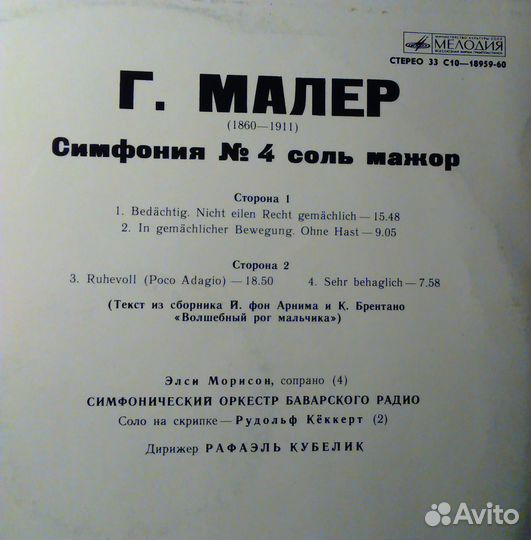 МИНИСТЕРСТВО КУЛЬТУРЫ СССР
МЕЛОДИЯ
СТЕРЕО 33 С10—18959-60
Г. МАЛЕР
(1860—1911)
Симфония № 4 соль мажор
Сторона 1
1. Bedächtig. Nicht eilen Recht gemächlich — 15.48
2. In gemächlicher Bewegung. Ohne Hast — 9.05
Сторона 2
3. Ruhevoll (Poco Adagio) — 18.50 4. Sehr behaglich — 7.58
(Текст из сборника Й. фон Арнима и К. Брентано
«Волшебный рог мальчика»)
Элси Морисон, сопрано (4)
СИМФОНИЧЕСКИЙ ОРКЕСТР БАВАРСКОГО РАДИО
Соло на скрипке — Рудольф Кёккерт (2)
Дирижер РАФАЭЛЬ КУБЕЛИК
Avito